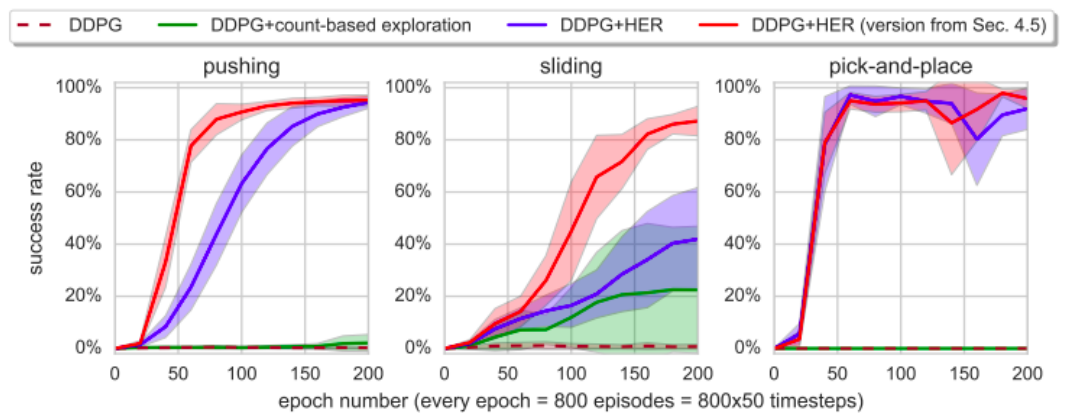 DDPG DDPG+count-based exploration DDPG+HER DDPG+HER (version from Sec. 4.5)
pushing sliding pick-and-place
100% 100% 100%
80% 80% 80%
60% 60% 60%
40% 40% 40%
20% 20% 20%
0% 0% 0%
success rate
0 50 100 150 200 0 50 100 150 200 0 50 100 150 200
epoch number (every epoch = 800 episodes = 800x50 timesteps)